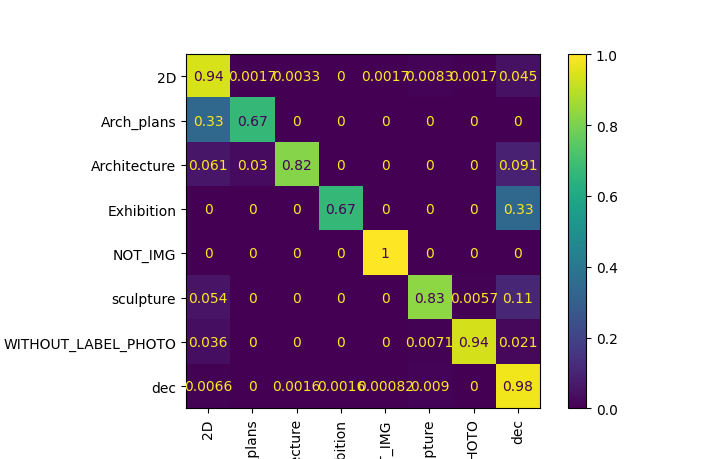 2D 0.94 0.0017 0.0033 0 0.0017 0.0083 0.0017 0.045
Arch_plans 0.33 0.67 0 0 0 0 0 0
Architecture 0.061 0.03 0.82 0 0 0 0 0.091
Exhibition 0 0 0 0.67 0 0 0 0.33
NOT_IMG 0 0 0 0 1 0 0 0
sculpture 0.054 0 0 0 0 0.83 0.0057 0.11
WITHOUT_LABEL_PHOTO 0.036 0 0 0 0 0.0071 0.94 0.021
dec 0.0066 0 0.0016 0.0016 0.00082 0.009 0 0.98
2D plans ecture bition T_IMG pture PHOTO dec
1.0
0.8
0.6
0.4
0.2
0.0